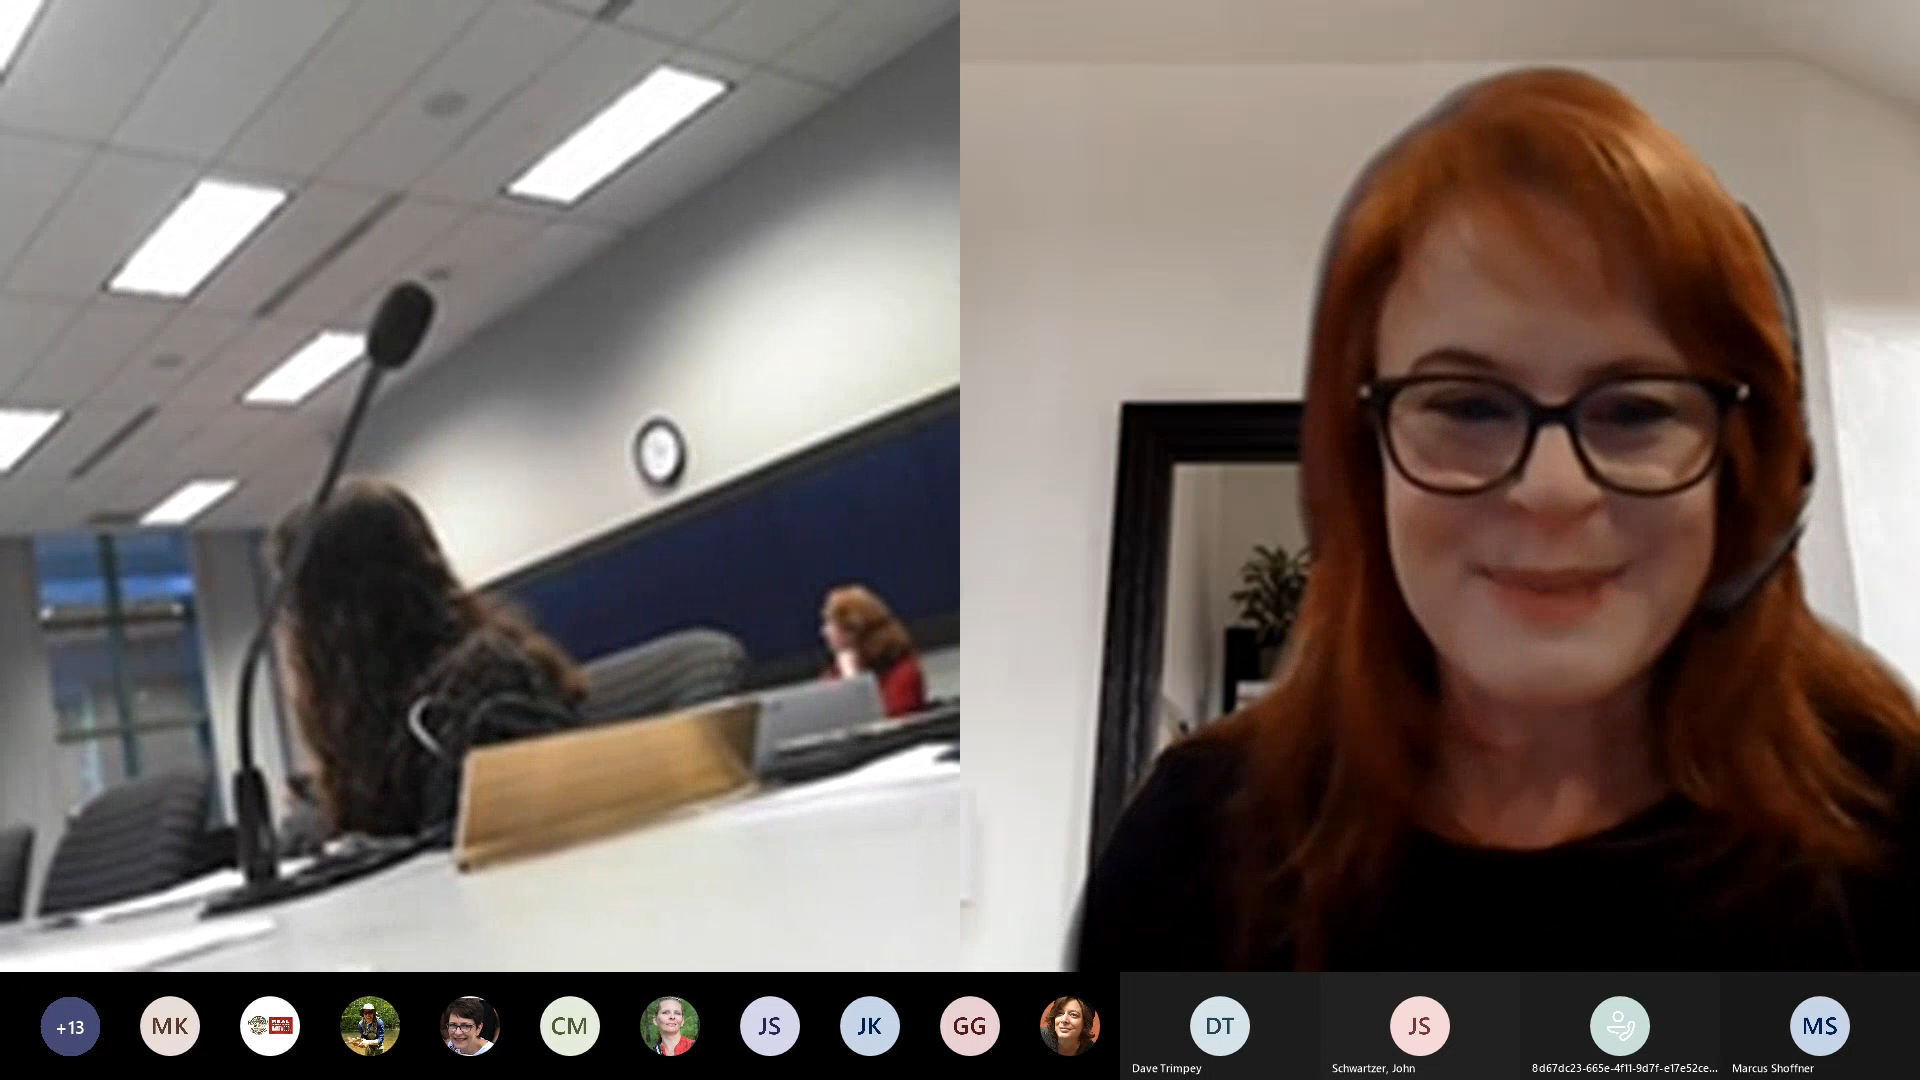 +13
MK
REAL
CM
JS
JK
GG
DT
JS
MS
Dave Trimpey
Schwartzer, John
8d67dc23-665e-4f11-9d7f-e17e52ce...
Marcus Shoffner